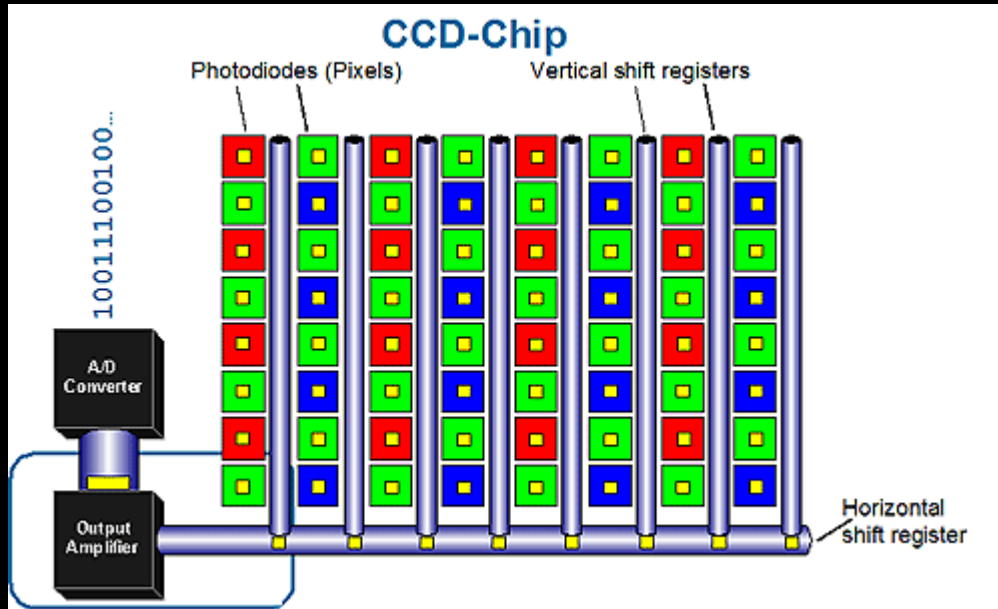 CCD-Chip
Photodiodes (Pixels)
Vertical shift registers
10011100100...
A/D
Converter
Output
Amplifier
Horizontal
shift register